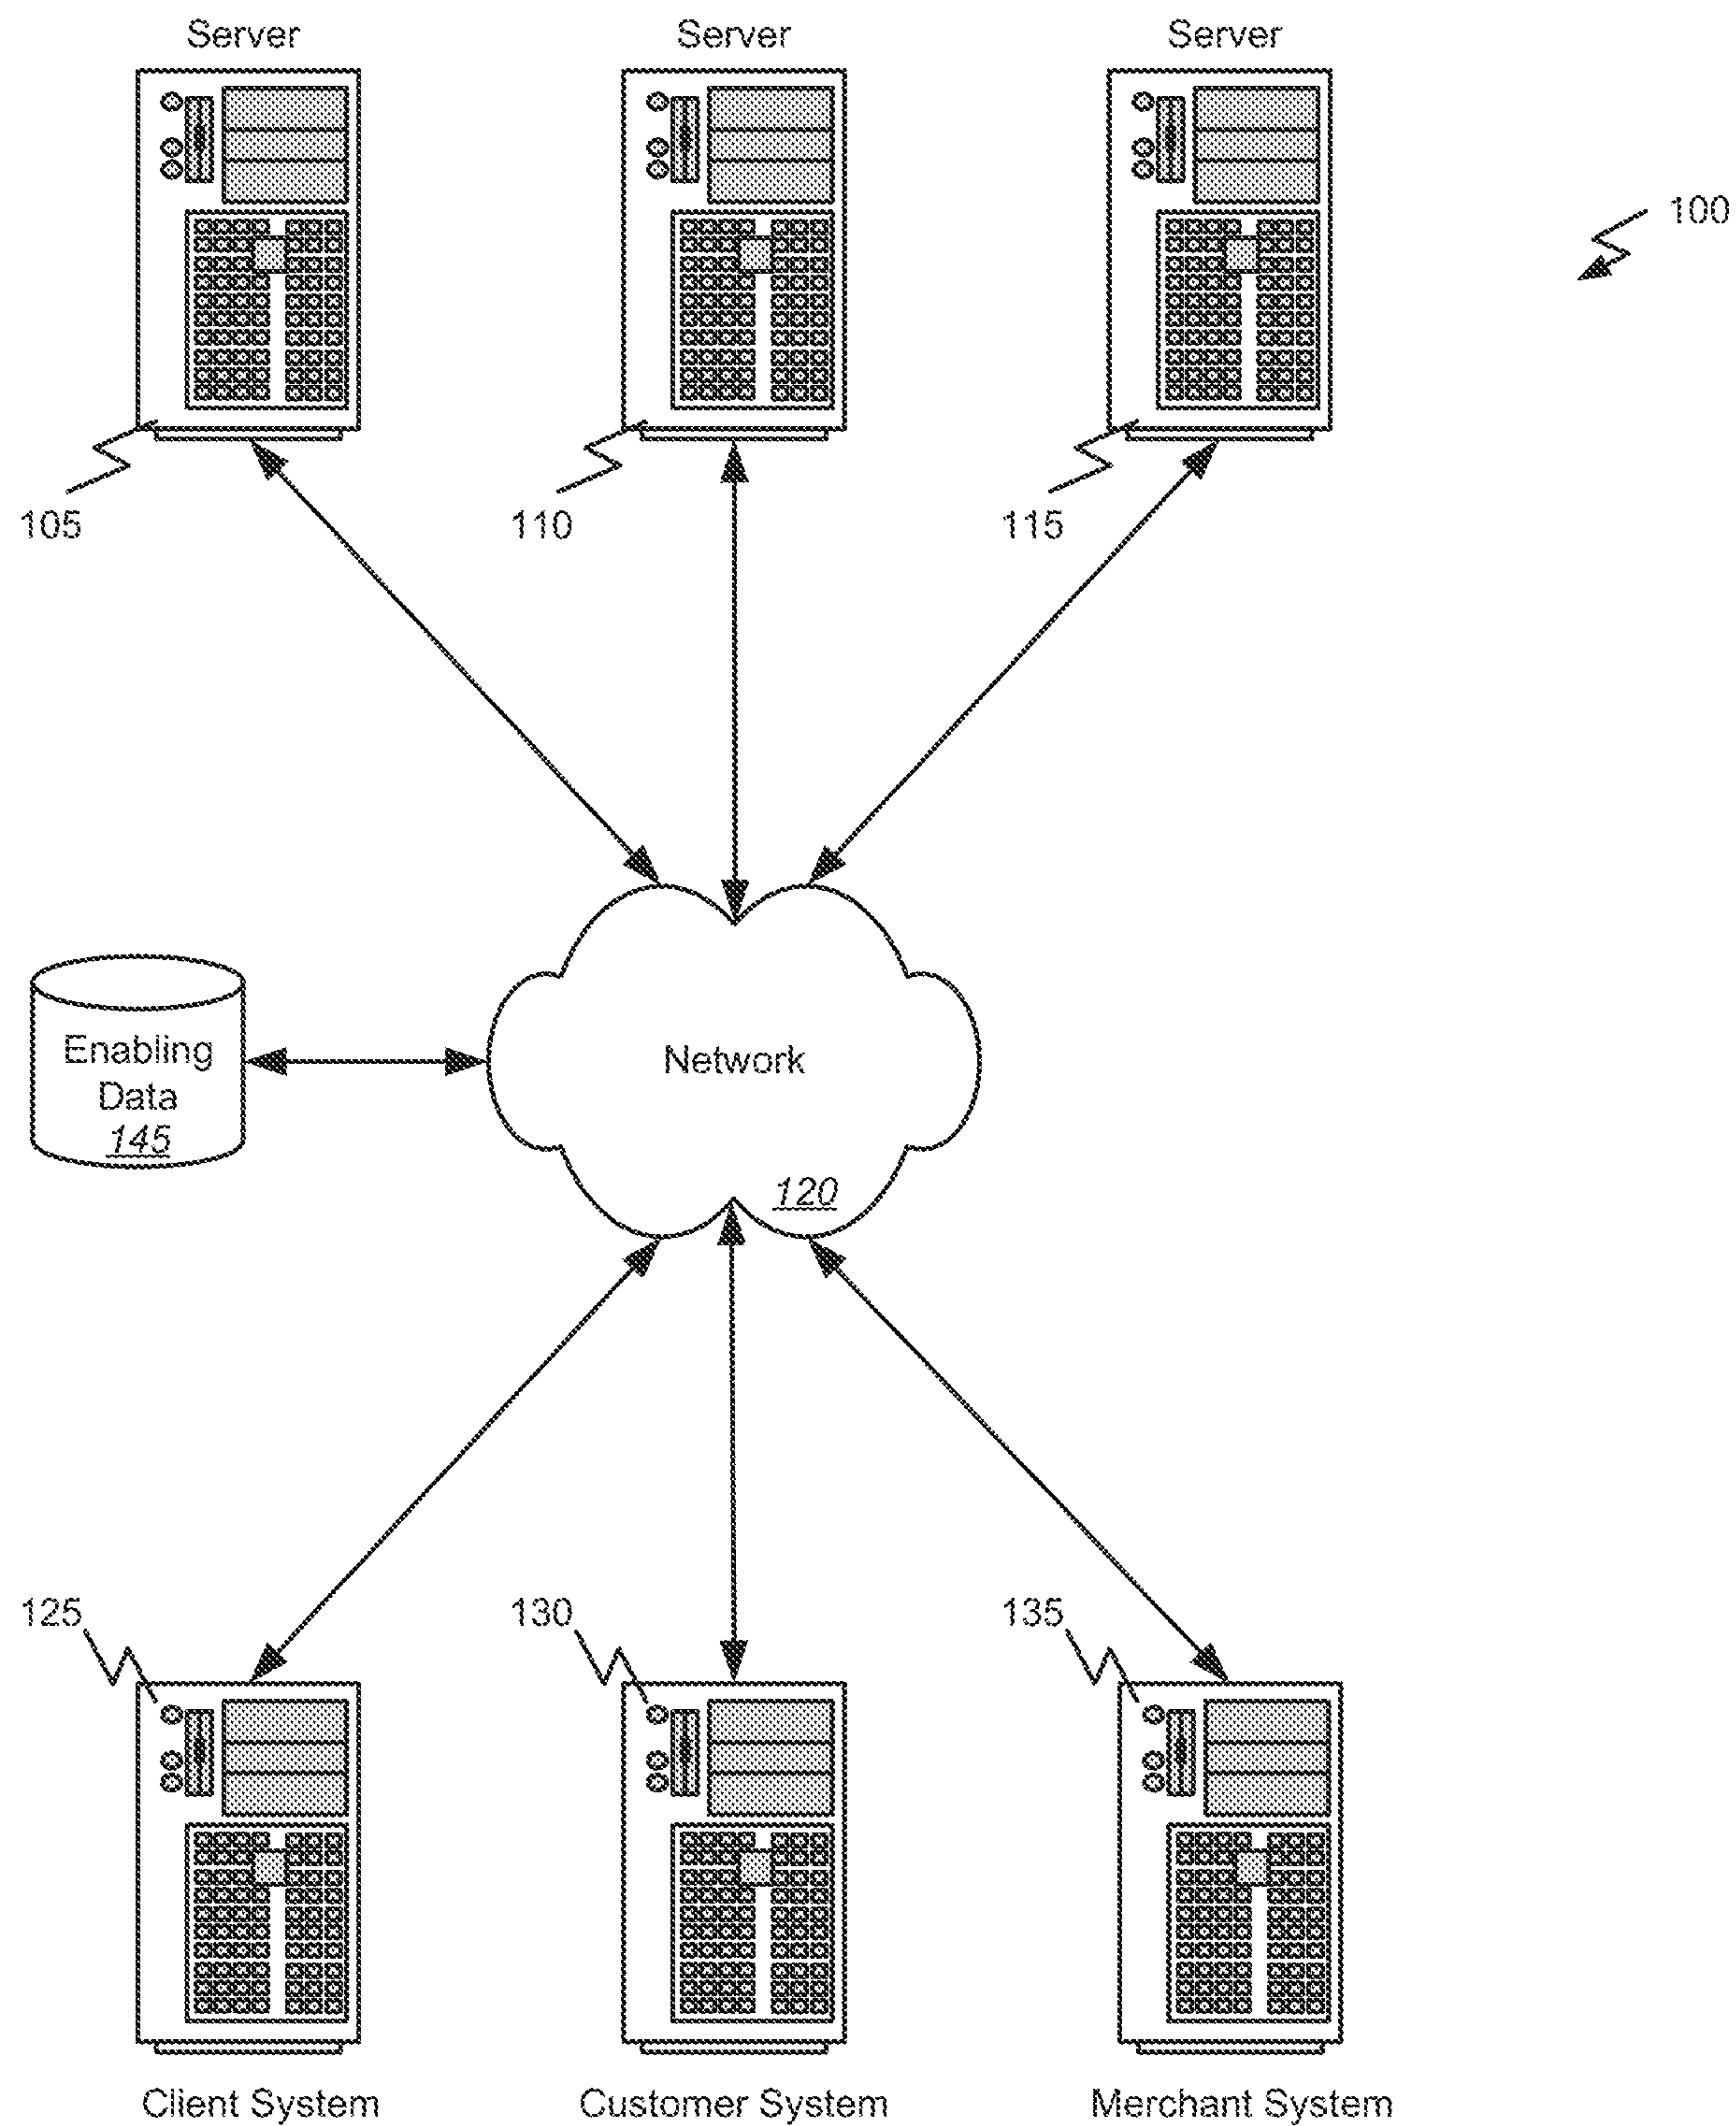 Server
Server
Server
100
105
110
115
Enabling
Data
145
Network
120
125
130
135
Client System
Customer System
Merchant System